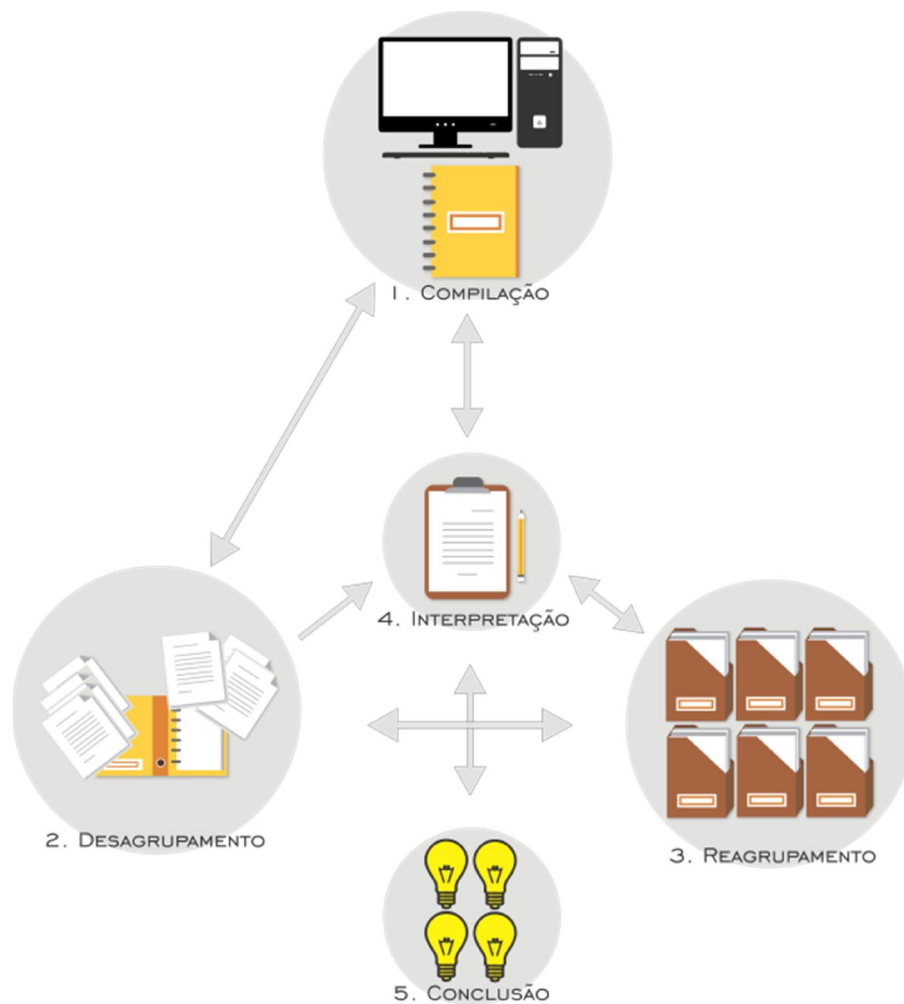 1. Compilação
4. Interpretação
2. Desagrupamento
3. Reagrupamento
5. Conclusão